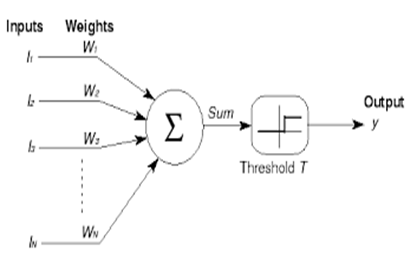 Inputs Weights
I₁ W₁
I₂ W₂
Sum
Output
I₃ W₃
Σ
y
Threshold T
Iₙ Wₙ